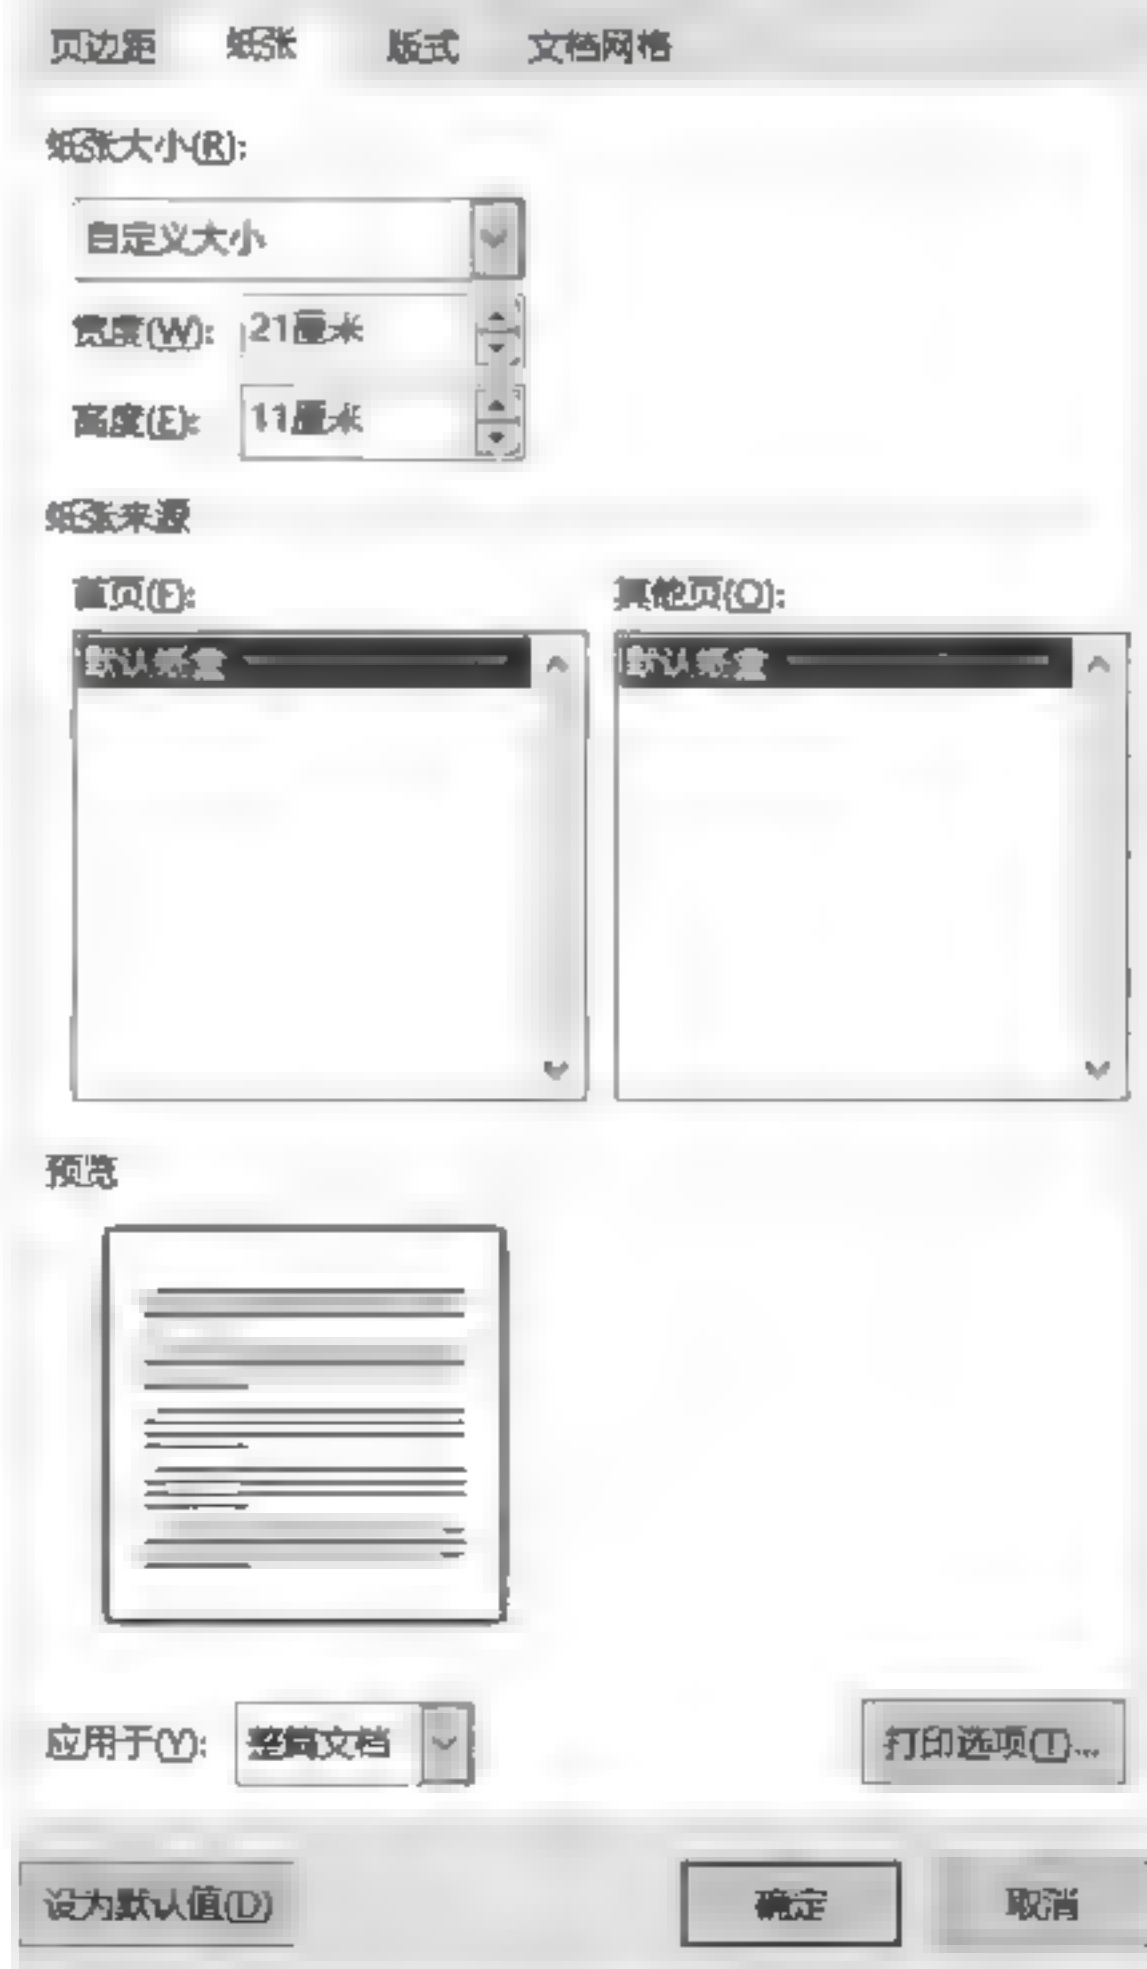 页边距 纸张 版式 文档网格
纸张大小(R):
自定义大小
宽度(W): 21厘米
高度(E): 11厘米
纸张来源
首页(F): 其他页(O):
默认纸盒 默认纸盒
预览
应用于(Y): 整篇文档 打印选项(T)...
设为默认值(D) 确定 取消